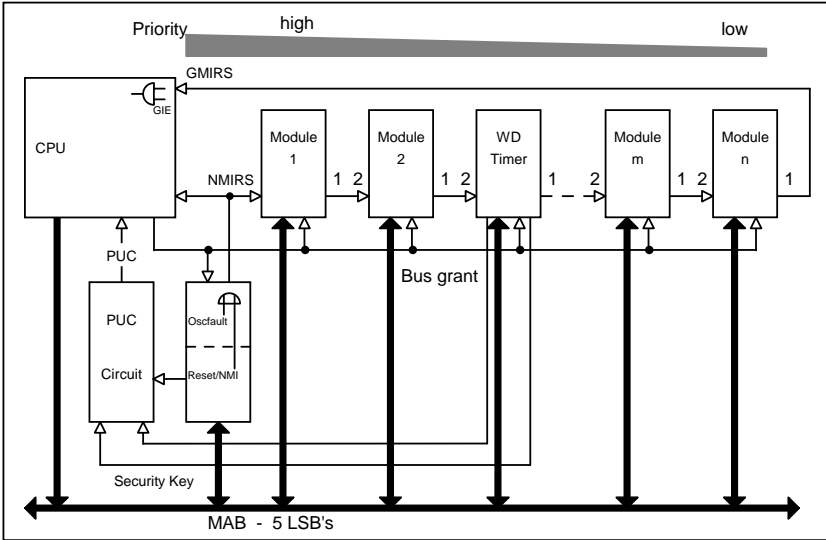 Priority high low
GMIRS
GIE
CPU
Module 1
Module 2
WD Timer
Module m
Module n
NMIRS
1 2 1 2 1 2 1 2 1
PUC
Bus grant
PUC
Circuit
Oscfault
Reset/NMI
Security Key
MAB - 5 LSB's